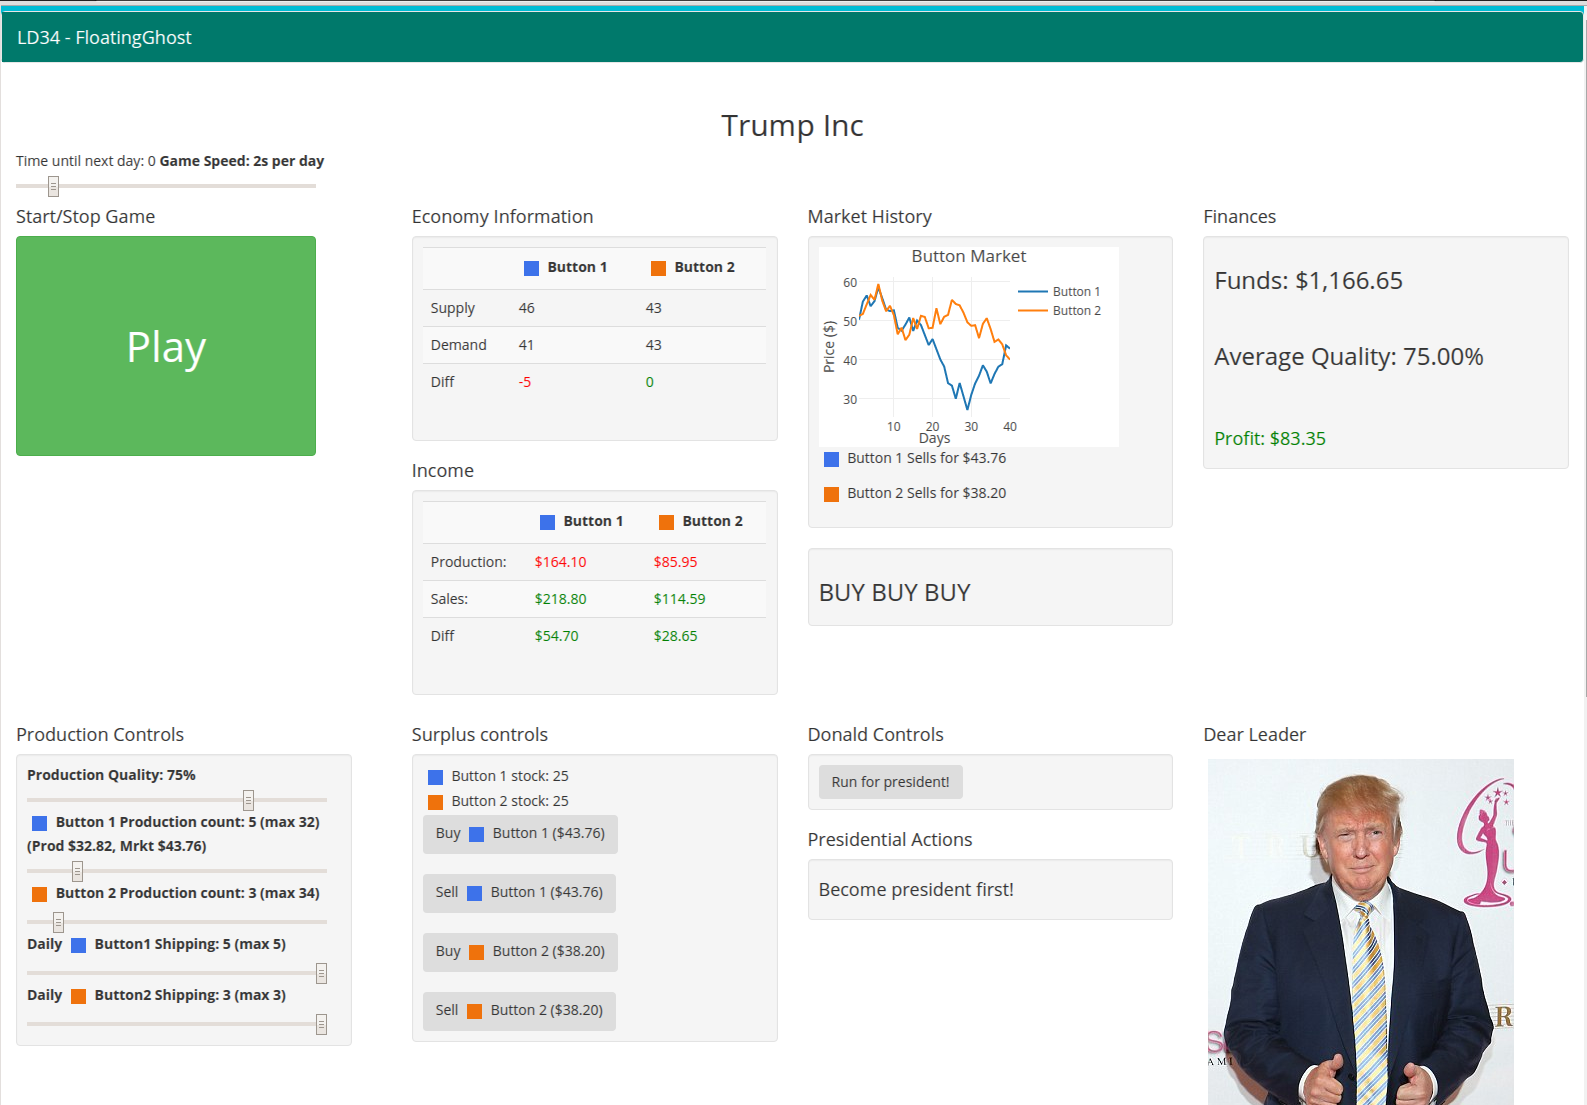 LD34 - FloatingGhost
Trump Inc
Time until next day: 0 Game Speed: 2s per day
Start/Stop Game
Play
Economy Information
Button 1 Button 2
Supply 46 43
Demand 41 43
Diff -5 0
Income
Button 1 Button 2
Production: $164.10 $85.95
Sales: $218.80 $114.59
Diff $54.70 $28.65
Market History
Button Market
60
50
40
30
Price ($)
10 20 30 40
Days
Button 1
Button 2
Button 1 Sells for $43.76
Button 2 Sells for $38.20
BUY BUY BUY
Finances
Funds: $1,166.65
Average Quality: 75.00%
Profit: $83.35
Production Controls
Production Quality: 75%
Button 1 Production count: 5 (max 32)
(Prod $32.82, Mrkt $43.76)
Button 2 Production count: 3 (max 34)
Daily Button1 Shipping: 5 (max 5)
Daily Button2 Shipping: 3 (max 3)
Surplus controls
Button 1 stock: 25
Button 2 stock: 25
Buy Button 1 ($43.76)
Sell Button 1 ($43.76)
Buy Button 2 ($38.20)
Sell Button 2 ($38.20)
Donald Controls
Run for president!
Presidential Actions
Become president first!
Dear Leader